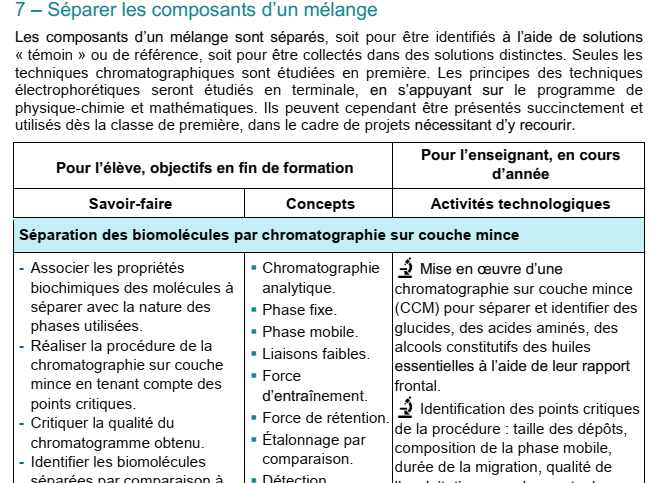 7 – Séparer les composants d’un mélange
Les composants d’un mélange sont séparés, soit pour être identifiés à l’aide de solutions
« témoin » ou de référence, soit pour être collectés dans des solutions distinctes. Seules les
techniques chromatographiques sont étudiées en première. Les principes des techniques
électrophorétiques seront étudiés en terminale, en s’appuyant sur le programme de
physique-chimie et mathématiques. Ils peuvent cependant être présentés succinctement et
utilisés dès la classe de première, dans le cadre de projets nécessitant d’y recourir.
Pour l’élève, objectifs en fin de formation
Pour l’enseignant, en cours
d’année
Savoir-faire
Concepts
Activités technologiques
Séparation des biomolécules par chromatographie sur couche mince
- Associer les propriétés
biochimiques des molécules à
séparer avec la nature des
phases utilisées.
- Réaliser la procédure de la
chromatographie sur couche
mince en tenant compte des
points critiques.
- Critiquer la qualité du
chromatogramme obtenu.
- Identifier les biomolécules
séparées par comparaison à
▪ Chromatographie
analytique.
▪ Phase fixe.
▪ Phase mobile.
▪ Liaisons faibles.
▪ Force
d’entraînement.
▪ Force de rétention.
▪ Étalonnage par
comparaison.
▪ Détection
Mise en œuvre d’une
chromatographie sur couche mince
(CCM) pour séparer et identifier des
glucides, des acides aminés, des
alcools constitutifs des huiles
essentielles à l’aide de leur rapport
frontal.
Identification des points critiques
de la procédure : taille des dépôts,
composition de la phase mobile,
durée de la migration, qualité de